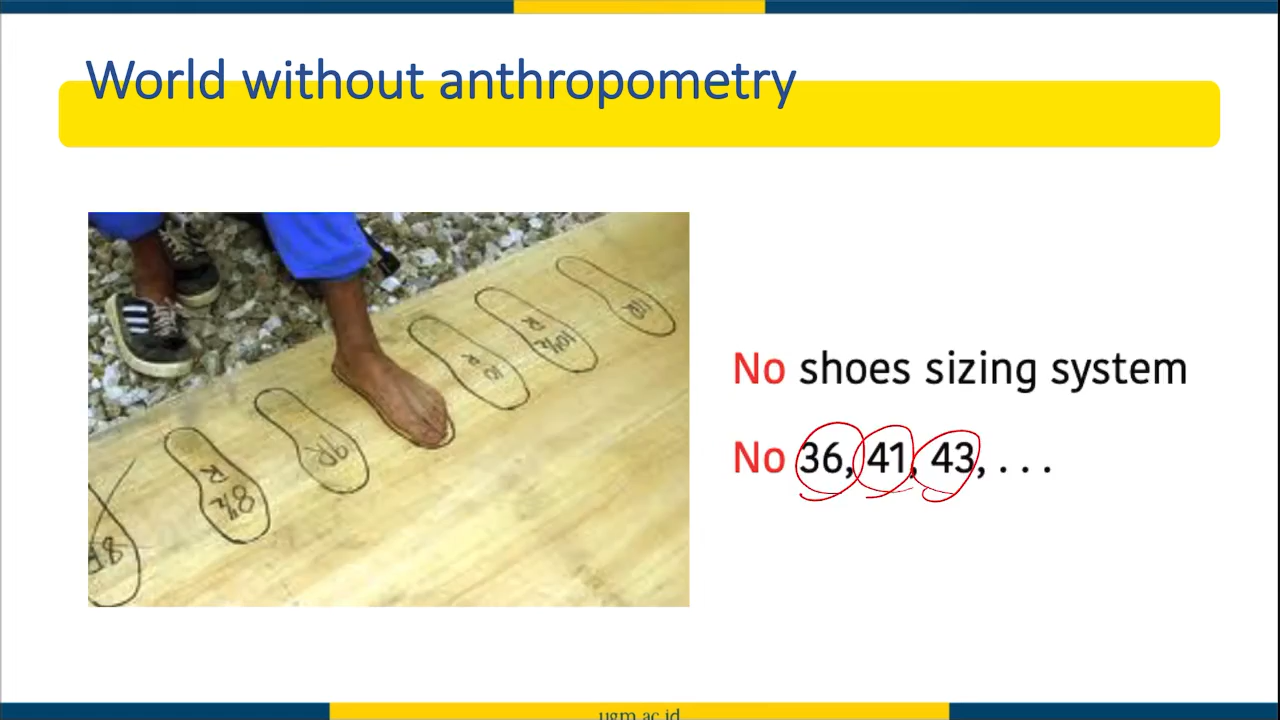 World without anthropometry
No shoes sizing system
No 36, 41, 43, . . .
8½
R
9R
10
R
10½
R
11R
ugm.ac.id